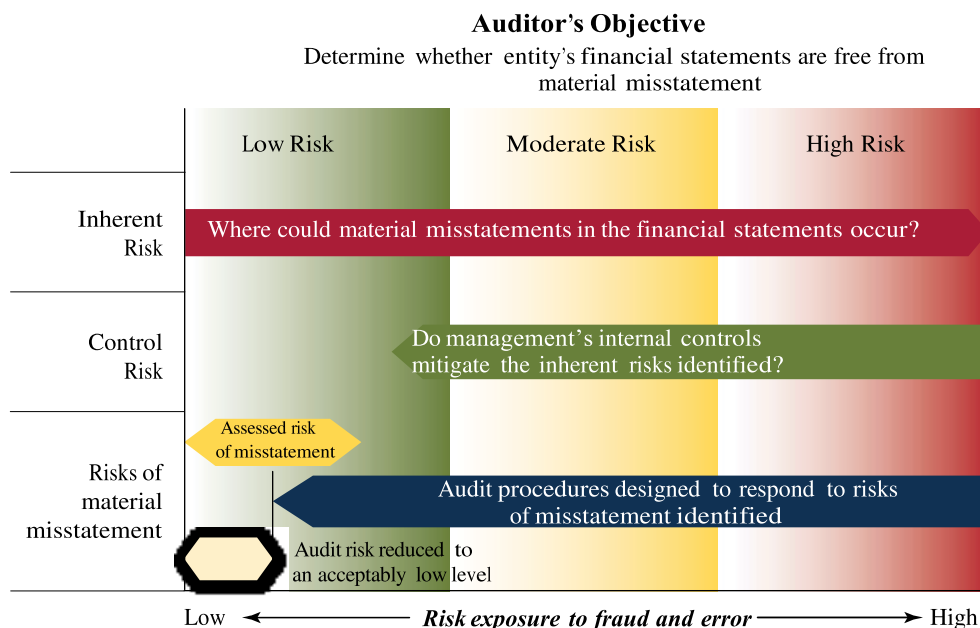 Auditor's Objective
Determine whether entity's financial statements are free from
material misstatement
Low Risk
Moderate Risk
High Risk
Inherent
Risk
Where could material misstatements in the financial statements occur?
Control
Risk
Do management's internal controls
mitigate the inherent risks identified?
Risks of
material
misstatement
Assessed risk
of misstatement
Audit procedures designed to respond to risks
of misstatement identified
Audit risk reduced to
an acceptably low level
Low
Risk exposure to fraud and error
High